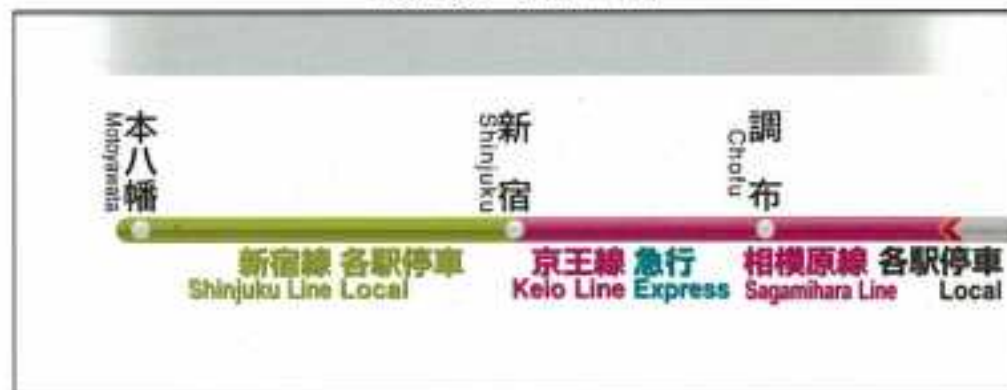 本八幡
Motoyawata
新宿
Shinjuku
調布
Chofu
新宿線 各駅停車
Shinjuku Line Local
京王線 急行
Keio Line Express
相模原線 各駅停車
Sagamihara Line Local